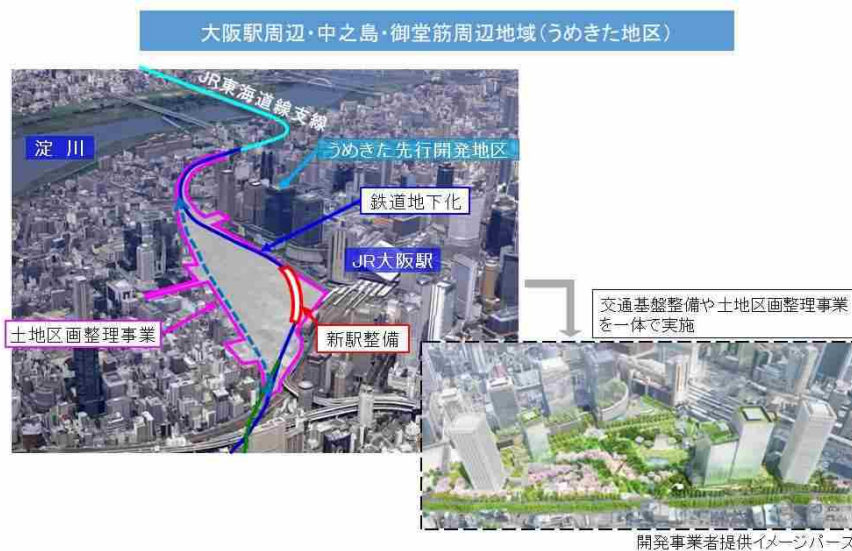 大阪駅周辺・中之島・御堂筋周辺地域(うめきた地区)
JR東海道線支線
淀川
うめきた先行開発地区
鉄道地下化
JR大阪駅
土地区画整理事業
新駅整備
交通基盤整備や土地区画整理事業
を一体で実施
開発事業者提供イメージパース